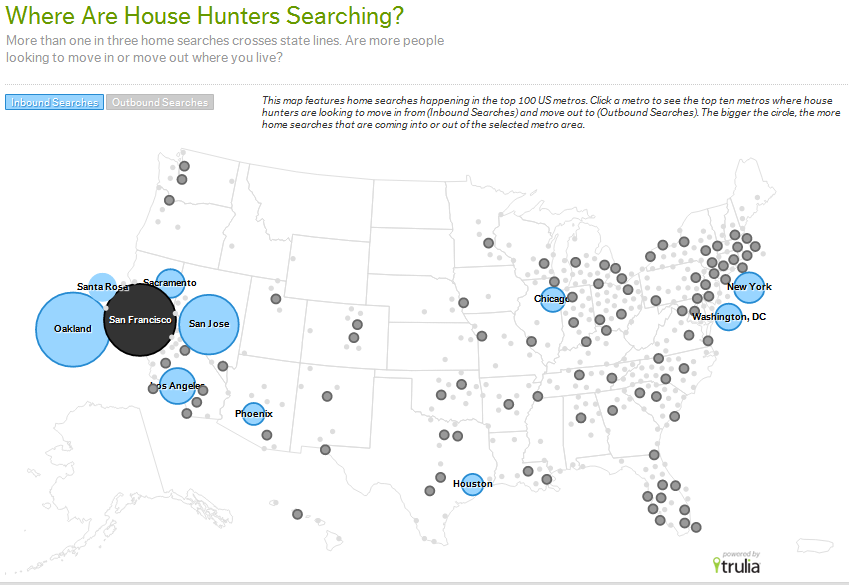 Where Are House Hunters Searching?
More than one in three home searches crosses state lines. Are more people
looking to move in or move out where you live?
Inbound Searches Outbound Searches
This map features home searches happening in the top 100 US metros. Click a metro to see the top ten metros where house
hunters are looking to move in from (Inbound Searches) and move out to (Outbound Searches). The bigger the circle, the more
home searches that are coming into or out of the selected metro area.
Santa Rosa
Sacramento
New York
Chicago
Oakland
San Francisco
San Jose
Washington, DC
Los Angeles
Phoenix
Houston
powered by
trulia